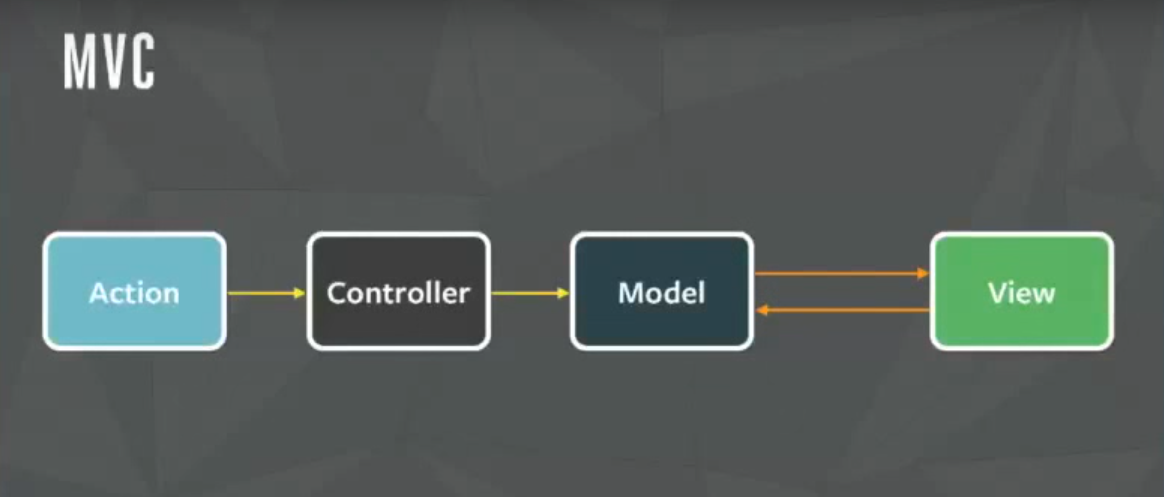 MVC
Action
Controller
Model
View